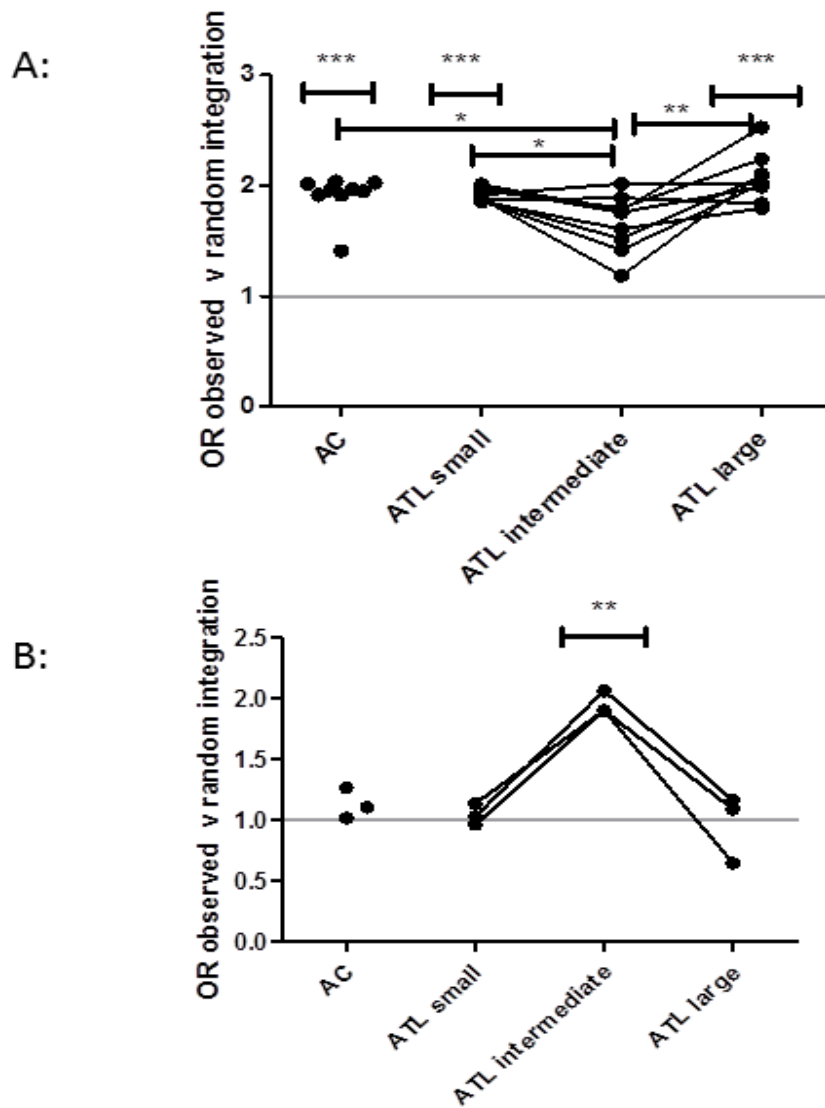 A:
OR observed v random integration
3
2
1
0
***
***
***
*
**
*
AC
ATL small
ATL intermediate
ATL large
B:
OR observed v random integration
2.5
2.0
1.5
1.0
0.5
0.0
**
AC
ATL small
ATL intermediate
ATL large